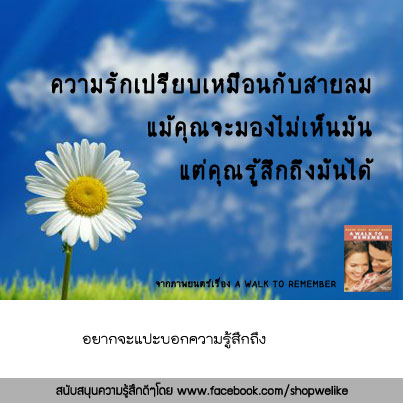 ความรักเปรียบเหมือนกับสายลม
แม้คุณจะมองไม่เห็นมัน
แต่คุณรู้สึกถึงมันได้
A WALK TO REMEMBER
จากภาพยนตร์เรื่อง A WALK TO REMEMBER
อยากจะแปะบอกความรู้สึกถึง
สนับสนุนความรู้สึกดีๆโดย www.facebook.com/shopwelike